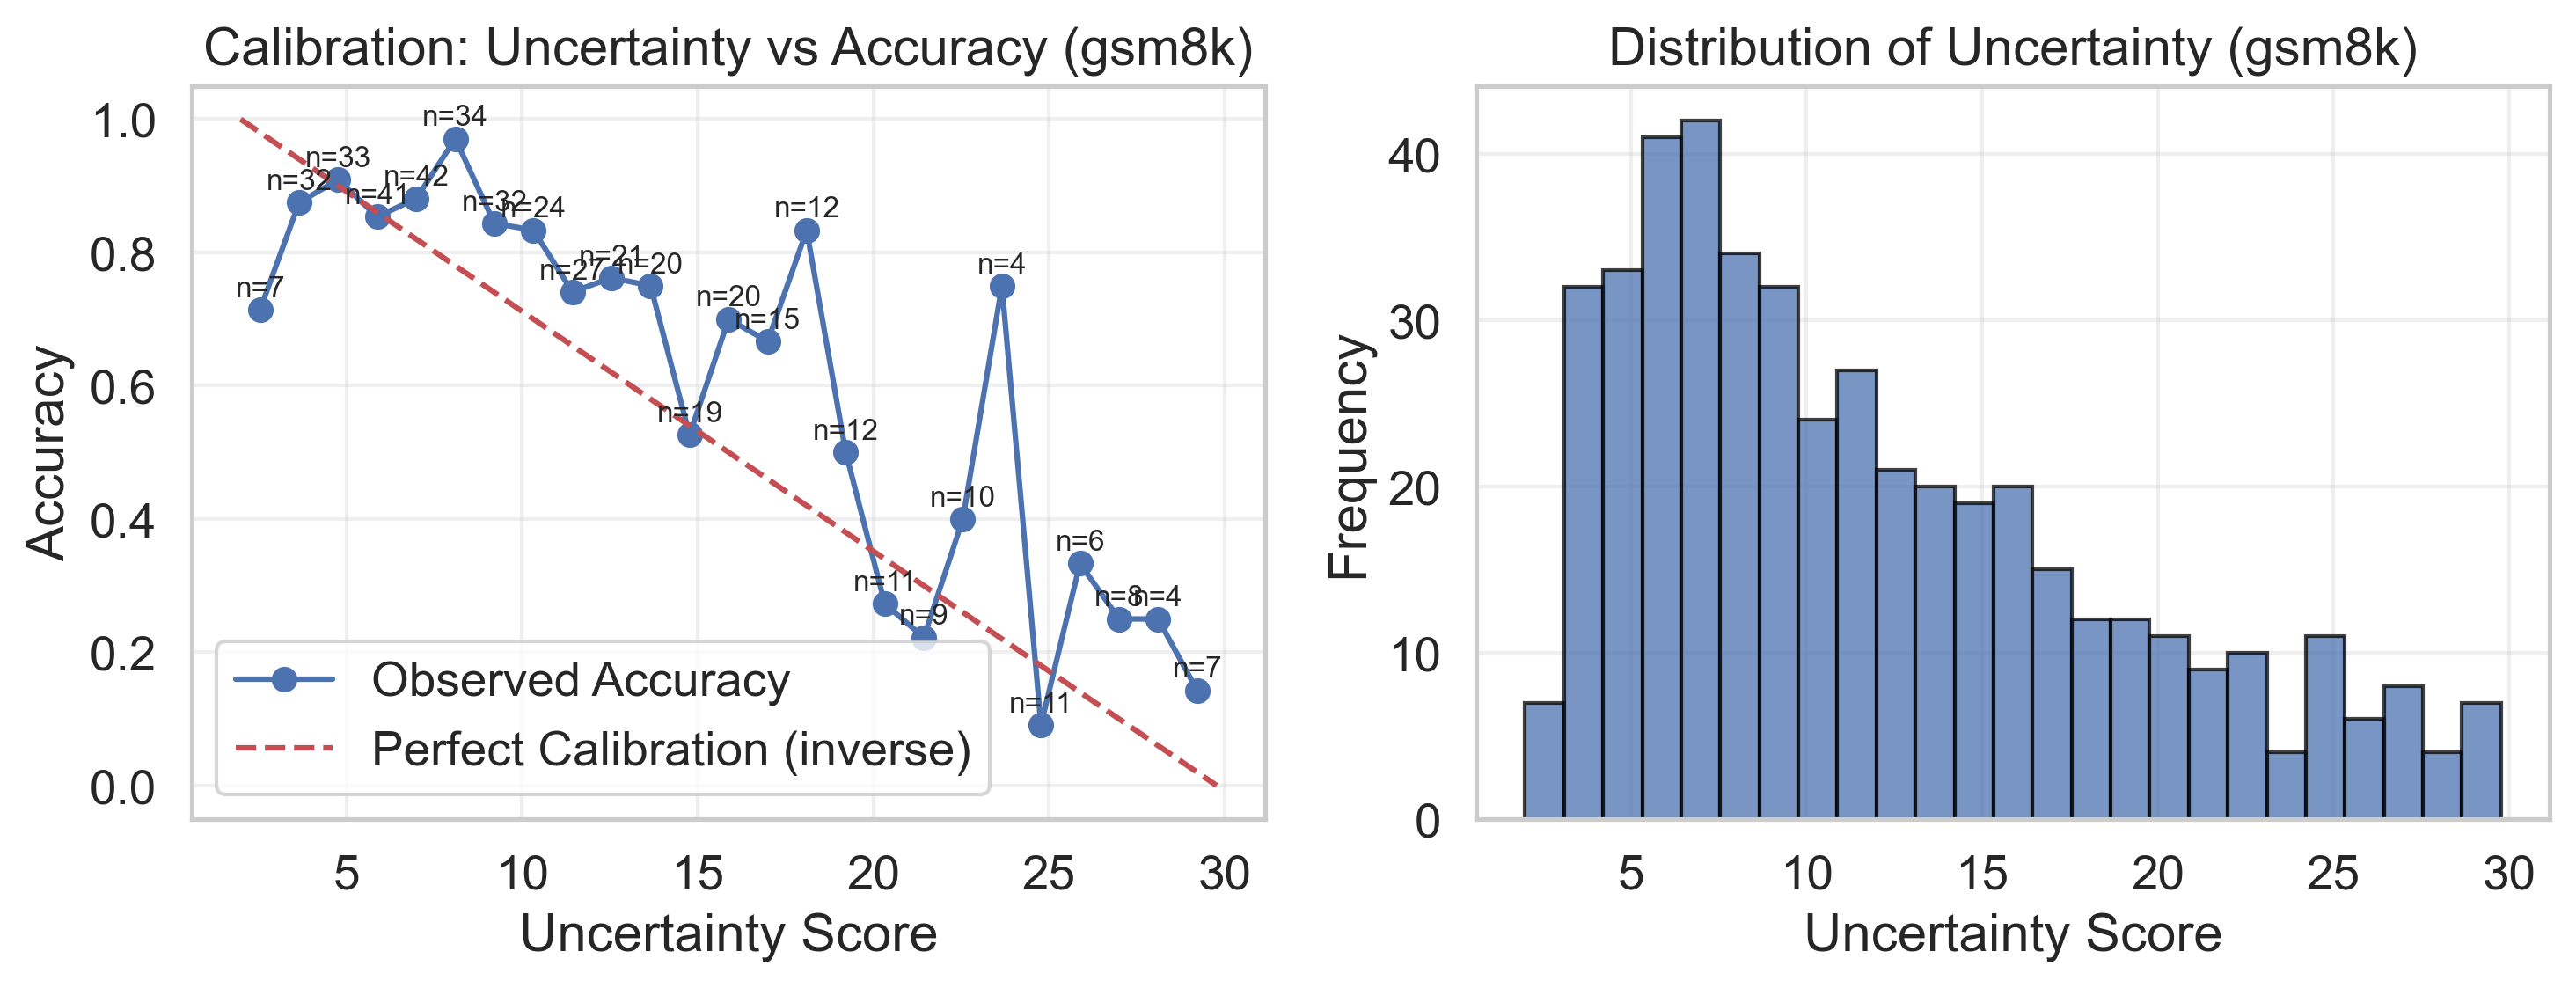 Calibration: Uncertainty vs Accuracy (gsm8k)
Accuracy
1.0
0.8
0.6
0.4
0.2
0.0
n=7
n=32
n=33
n=41
n=42
n=34
n=32
n=24
n=27
n=21
n=20
n=19
n=20
n=15
n=12
n=12
n=11
n=9
n=10
n=4
n=11
n=6
n=8
n=4
n=7
Observed Accuracy
Perfect Calibration (inverse)
5 10 15 20 25 30
Uncertainty Score
Distribution of Uncertainty (gsm8k)
Frequency
40
30
20
10
0
5 10 15 20 25 30
Uncertainty Score